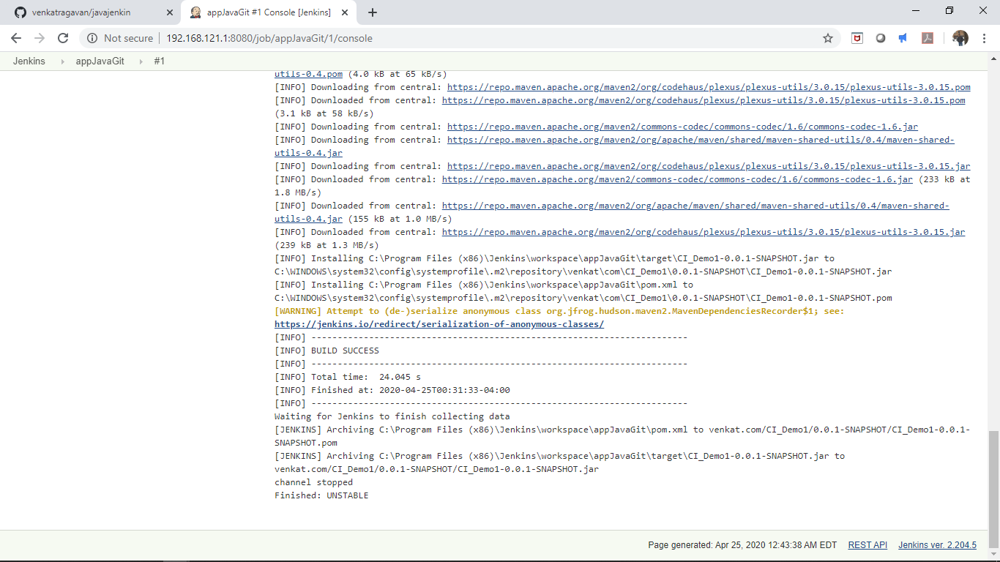 venkatragavan/javajenkin
appJavaGit #1 Console [Jenkins]
Not secure
192.168.121.1:8080/job/appJavaGit/1/console
Jenkins
appJavaGit
#1
utils-0.4.pom (4.0 kB at 65 kB/s)
[INFO] Downloading from central: https://repo.maven.apache.org/maven2/org/codehaus/plexus/plexus-utils/3.0.15/plexus-utils-3.0.15.pom
[INFO] Downloaded from central: https://repo.maven.apache.org/maven2/org/codehaus/plexus/plexus-utils/3.0.15/plexus-utils-3.0.15.pom
(3.1 kB at 58 kB/s)
[INFO] Downloading from central: https://repo.maven.apache.org/maven2/commons-codec/commons-codec/1.6/commons-codec-1.6.jar
[INFO] Downloading from central: https://repo.maven.apache.org/maven2/org/apache/maven/shared/maven-shared-utils/0.4/maven-shared-
utils-0.4.jar
[INFO] Downloading from central: https://repo.maven.apache.org/maven2/org/codehaus/plexus/plexus-utils/3.0.15/plexus-utils-3.0.15.jar
[INFO] Downloaded from central: https://repo.maven.apache.org/maven2/commons-codec/commons-codec/1.6/commons-codec-1.6.jar (233 kB at
1.8 MB/s)
[INFO] Downloaded from central: https://repo.maven.apache.org/maven2/org/apache/maven/shared/maven-shared-utils/0.4/maven-shared-
utils-0.4.jar (155 kB at 1.0 MB/s)
[INFO] Downloaded from central: https://repo.maven.apache.org/maven2/org/codehaus/plexus/plexus-utils/3.0.15/plexus-utils-3.0.15.jar
(239 kB at 1.3 MB/s)
[INFO] Installing C:\Program Files (x86)\Jenkins\workspace\appJavaGit\target\CI_Demo1-0.0.1-SNAPSHOT.jar to
C:\WINDOWS\system32\config\systemprofile\.m2\repository\venkat\com\CI_Demo1\0.0.1-SNAPSHOT\CI_Demo1-0.0.1-SNAPSHOT.jar
[INFO] Installing C:\Program Files (x86)\Jenkins\workspace\appJavaGit\pom.xml to
C:\WINDOWS\system32\config\systemprofile\.m2\repository\venkat\com\CI_Demo1\0.0.1-SNAPSHOT\CI_Demo1-0.0.1-SNAPSHOT.pom
[WARNING] Attempt to (de-)serialize anonymous class org.jfrog.hudson.maven2.MavenDependenciesRecorder$1; see:
https://jenkins.io/redirect/serialization-of-anonymous-classes/
[INFO] ------------------------------------------------------------------------
[INFO] BUILD SUCCESS
[INFO] ------------------------------------------------------------------------
[INFO] Total time:  24.045 s
[INFO] Finished at: 2020-04-25T00:31:33-04:00
[INFO] ------------------------------------------------------------------------
Waiting for Jenkins to finish collecting data
[JENKINS] Archiving C:\Program Files (x86)\Jenkins\workspace\appJavaGit\pom.xml to venkat.com/CI_Demo1/0.0.1-SNAPSHOT/CI_Demo1-0.0.1-
SNAPSHOT.pom
[JENKINS] Archiving C:\Program Files (x86)\Jenkins\workspace\appJavaGit\target\CI_Demo1-0.0.1-SNAPSHOT.jar to
venkat.com/CI_Demo1/0.0.1-SNAPSHOT/CI_Demo1-0.0.1-SNAPSHOT.jar
channel stopped
Finished: UNSTABLE
Page generated: Apr 25, 2020 12:43:38 AM EDT
REST API
Jenkins ver. 2.204.5